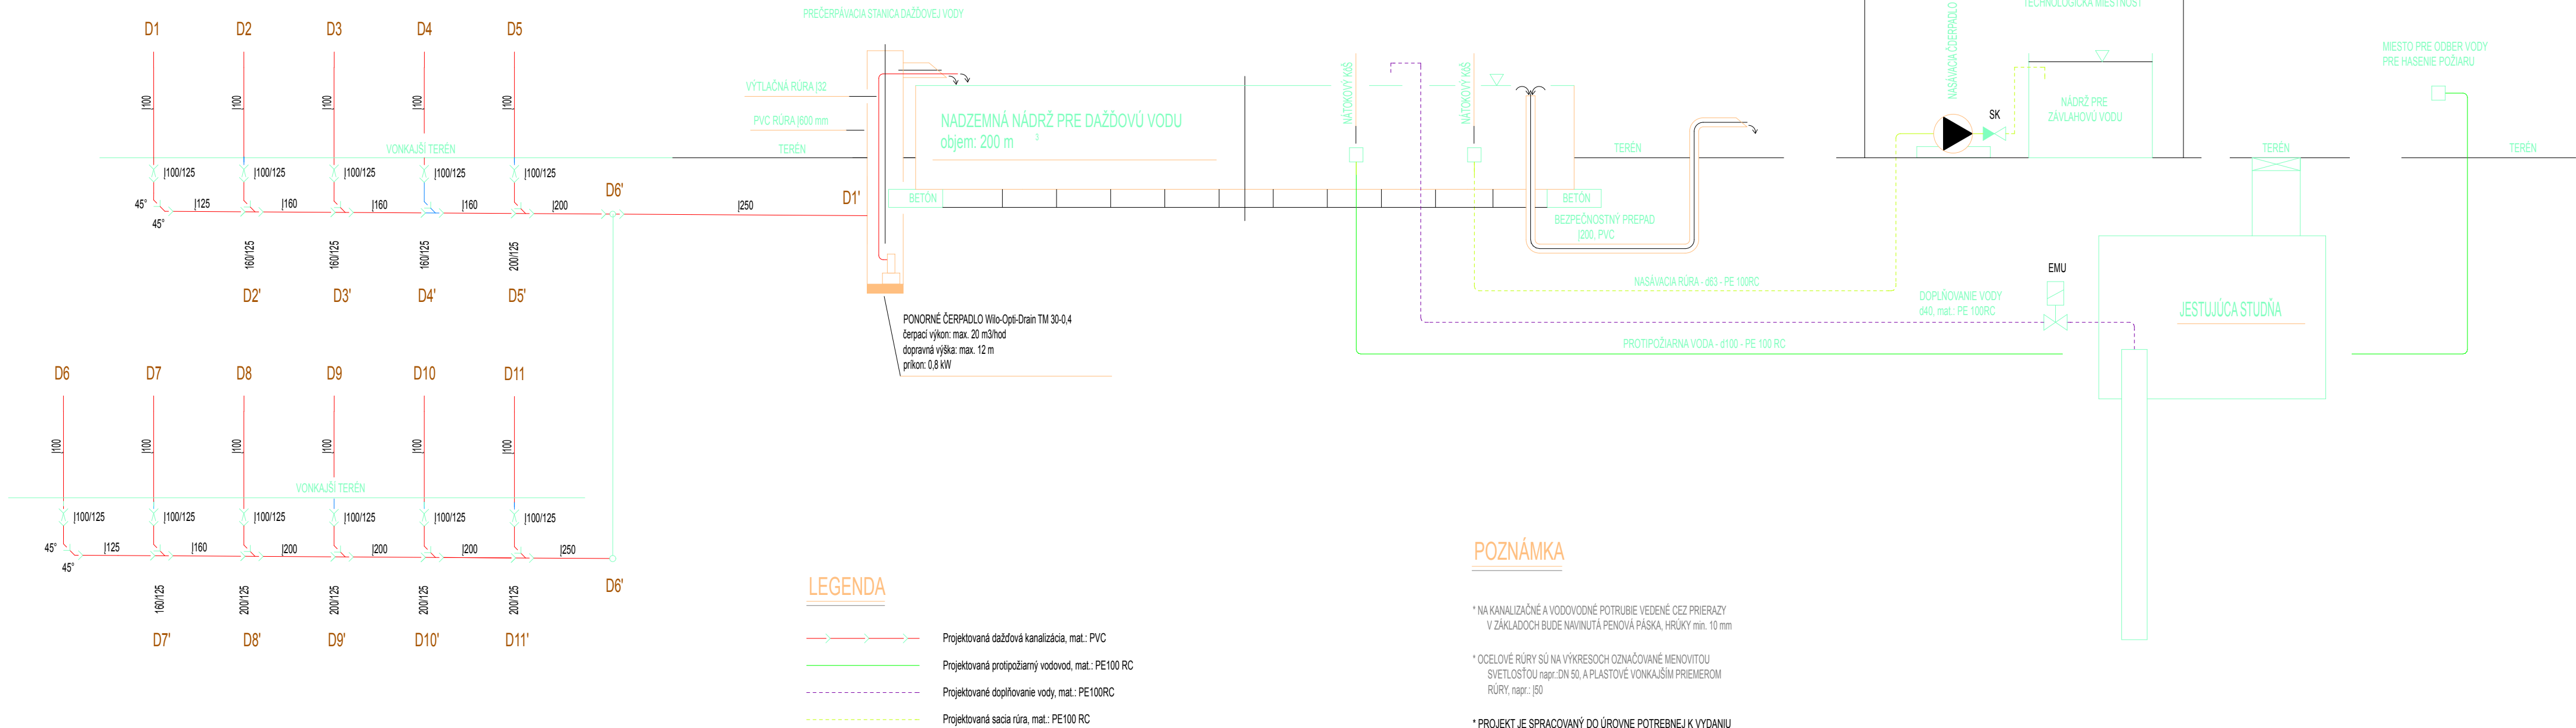 PREČERPÁVACIA STANICA DAŽĎOVEJ VODY
TECHNOLOGICKÁ MIESTNOSŤ
D1
D2
D3
D4
D5
NASÁVACIA ČDERPADLO
MIESTO PRE ODBER VODY
PRE HASENIE POŽIARU
|100
|100
|100
|100
|100
VÝTLAČNÁ RÚRA |32
PVC RÚRA |600 mm
NADZEMNÁ NÁDRŽ PRE DAŽĎOVÚ VODU
objem: 200 m 3
NÁTOKOVÝ KôŠ
NÁTOKOVÝ KôŠ
SK
NÁDRŽ PRE
ZÁVLAHOVÚ VODU
VONKAJŠÍ TERÉN
TERÉN
TERÉN
TERÉN
TERÉN
|100/125
|100/125
|100/125
|100/125
|100/125
D6'
D1'
45°
45°
|125
|160
|160
|160
|200
|250
BETÓN
BETÓN
BEZPEČNOSTNÝ PREPAD
|200, PVC
160/125
160/125
160/125
200/125
D2'
D3'
D4'
D5'
NASÁVACIA RÚRA - d63 - PE 100RC
EMU
DOPLŇOVANIE VODY
d40, mat.: PE 100RC
JESTUJÚCA STUDŇA
PONORNÉ ČERPADLO Wilo-Opti-Drain TM 30-0,4
čerpací výkon: max. 20 m3/hod
dopravná výška: max. 12 m
príkon: 0,8 kW
PROTIPOŽIARNA VODA - d100 - PE 100 RC
D6
D7
D8
D9
D10
D11
|100
|100
|100
|100
|100
|100
VONKAJŠÍ TERÉN
|100/125
|100/125
|100/125
|100/125
|100/125
|100/125
45°
45°
|125
|160
|200
|200
|200
|250
160/125
200/125
200/125
200/125
200/125
D6'
D7'
D8'
D9'
D10'
D11'
LEGENDA
Projektovaná dažďová kanalizácia, mat.: PVC
Projektovaná protipožiarny vodovod, mat.: PE100 RC
Projektované doplňovanie vody, mat.: PE100RC
Projektovaná sacia rúra, mat.: PE100 RC
POZNÁMKA
* NA KANALIZAČNÉ A VODOVODNÉ POTRUBIE VEDENÉ CEZ PRIERAZY
V ZÁKLADOCH BUDE NAVINUTÁ PENOVÁ PÁSKA, HRÚKY min. 10 mm
* OCELOVÉ RÚRY SÚ NA VÝKRESOCH OZNAČOVANÉ MENOVITOU
SVETLOSŤOU napr.:DN 50, A PLASTOVÉ VONKAJŠÍM PRIEMEROM
RÚRY, napr.: |50
* PROJEKT JE SPRACOVANÝ DO ÚROVNE POTREBNEJ K VYDANIU